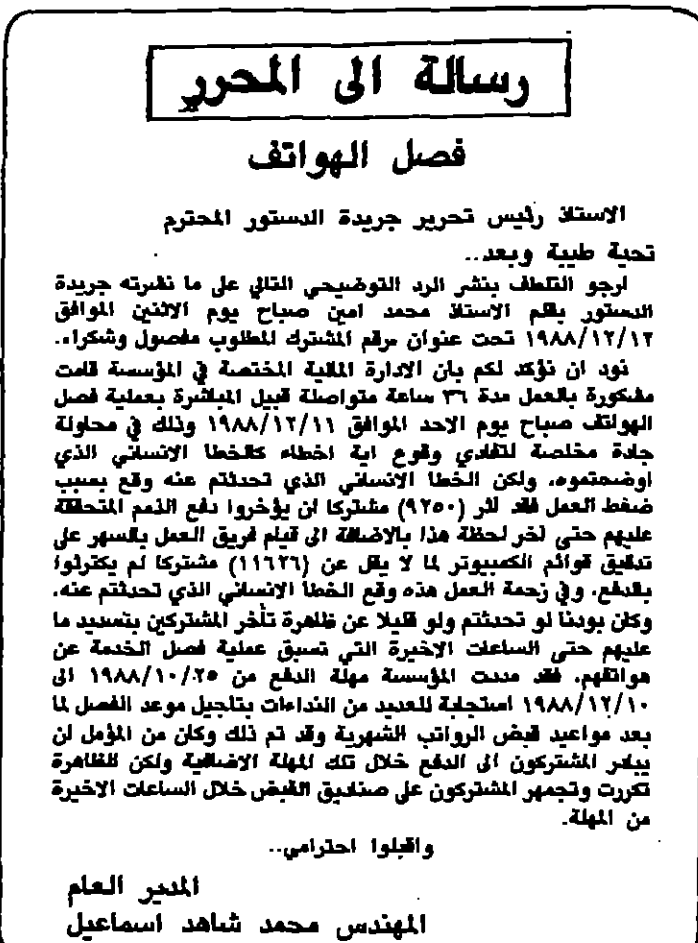 رسالة الى المحرر
فصل الهواتف
الاستاذ رئيس تحرير جريدة الدستور المحترم
تحية طيبة وبعد..
ارجو التلطف بنشر الرد التوضيحي التالي على ما نشرته جريدة
الدستور بقلم الاستاذ محمد امين صباح يوم الاثنين الموافق
١٩٨٨/١٢/١٢ تحت عنوان «رقم المشترك المطلوب مفصول وشكرا».
نود ان نؤكد لكم بان الادارة المالية المختصة في المؤسسة قامت
مشكورة بالعمل مدة ٣٦ ساعة متواصلة قبيل المباشرة بعملية فصل
الهواتف صباح يوم الاحد الموافق ١٩٨٨/١٢/١١ وذلك في محاولة
جادة مخلصة لتفادي وقوع اية اخطاء كالخطا الانساني الذي
اوضحتموه. ولكن الخطا الانساني الذي تحدثتم عنه وقع بسبب
ضغط العمل فقد اثر (٩٢٥٠) مشتركا ان يؤخروا دفع الذمم المتحققة
عليهم حتى اخر لحظة هذا بالاضافة الى قيام فريق العمل بالسهر على
تدقيق قوائم الكمبيوتر لما لا يقل عن (١١٦٢٦) مشتركا لم يكترثوا
بالدفع. وفي زحمة العمل هذه وقع الخطا الانساني الذي تحدثتم عنه.
وكان بودنا لو تحدثتم ولو قليلا عن ظاهرة تأخر المشتركين بتسديد ما
عليهم حتى الساعات الاخيرة التي تسبق عملية فصل الخدمة عن
هواتفهم. فقد مددت المؤسسة مهلة الدفع من ١٩٨٨/١٠/٢٥ الى
١٩٨٨/١٢/١٠ استجابة للعديد من النداءات بتاجيل موعد الفصل لما
بعد مواعيد قبض الرواتب الشهرية وقد تم ذلك وكان من المؤمل ان
يبادر المشتركون الى الدفع خلال تلك المهلة الاضافية ولكن الظاهرة
تكررت وتجمهر المشتركون على صناديق القبض خلال الساعات الاخيرة
من المهلة.
واقبلوا احترامي..
المدير العام
المهندس محمد شاهد اسماعيل